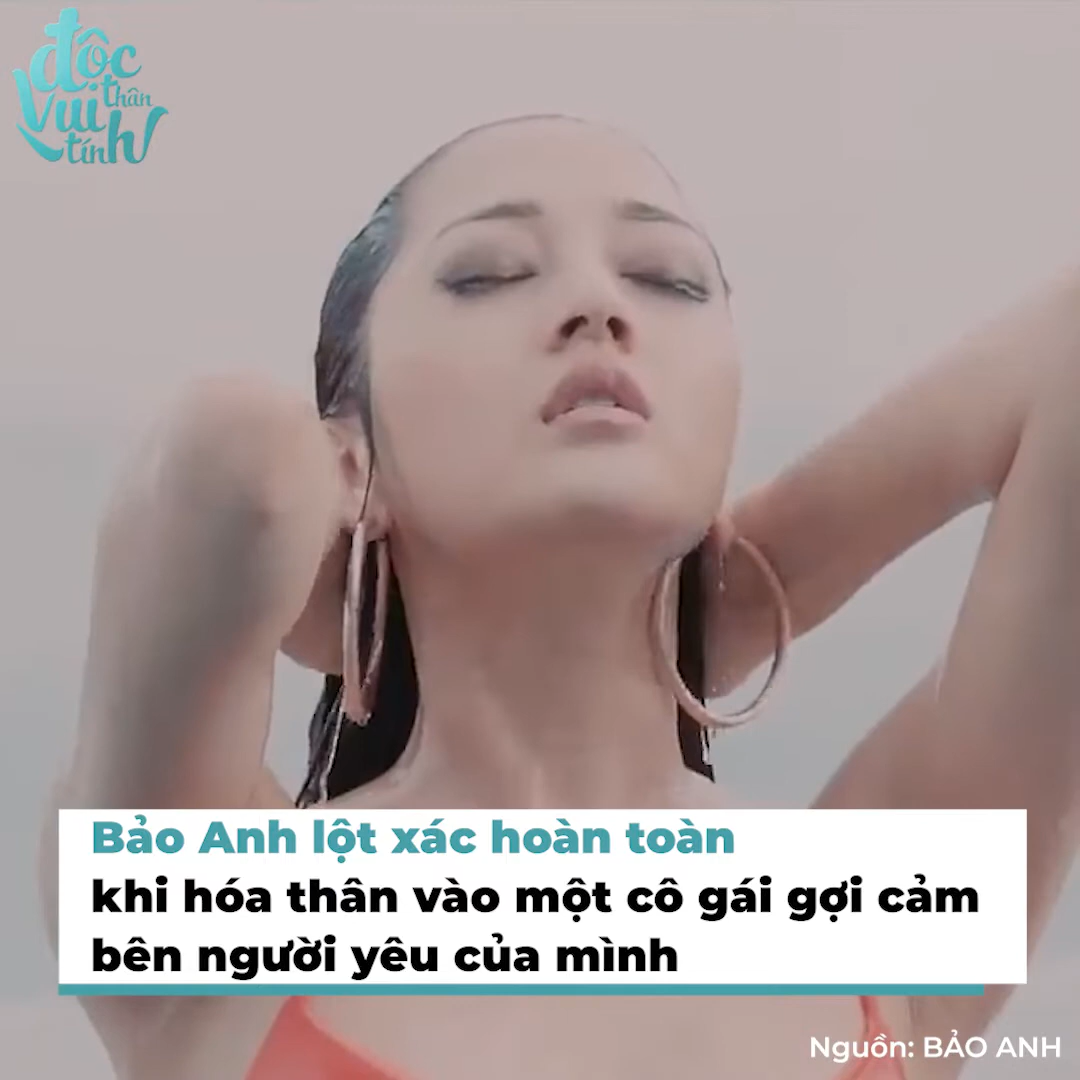 độc
thân
vui
tính
Bảo Anh lột xác hoàn toàn
khi hóa thân vào một cô gái gợi cảm
bên người yêu của mình
Nguồn: BẢO ANH